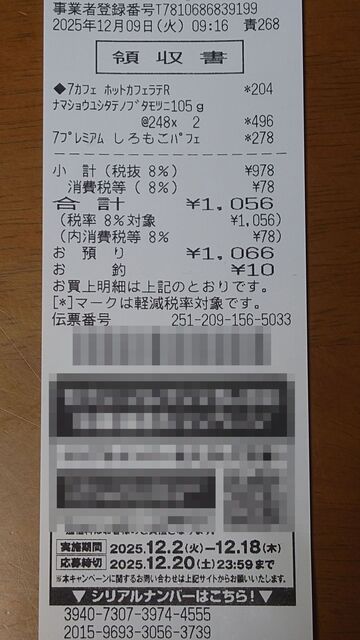 事業者登録番号T7810686839199
2025年12月09日(火) 09:16 責268
領収書
◆7カフェ ホットカフェラテR *204
ナマショウユシタテノブタモツニ105g
@248x 2 *496
7プレミアム しろもこパフェ *278
小 計(税抜 8%) ¥978
消費税等( 8%) ¥78
合 計 ¥1,056
(税率 8%対象 ¥1,056)
(内消費税等 8% ¥78)
お 預 り ¥1,066
お 釣 ¥10
お買上明細は上記のとおりです。
[*]マークは軽減税率対象です。
伝票番号 251-209-156-5033
実施期間 2025.12.2(火)ー12.18(木)
応募締切 2025.12.20(土)23:59まで
※本キャンペーンに関するお問い合わせは上記サイトからお願いいたします。
▼シリアルナンバーはこちら!▼
3940-7307-3974-4555
2015-9693-3056-3730